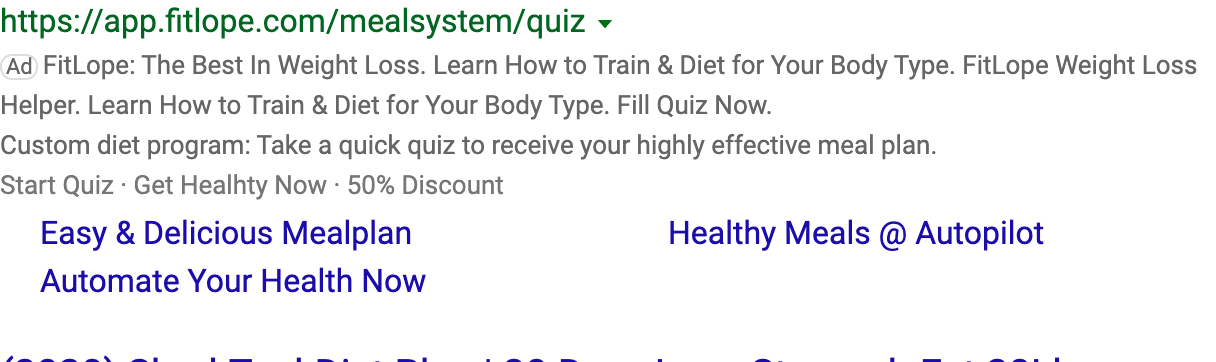 https://app.fitlope.com/mealsystem/quiz
Ad FitLope: The Best In Weight Loss. Learn How to Train & Diet for Your Body Type. FitLope Weight Loss
Helper. Learn How to Train & Diet for Your Body Type. Fill Quiz Now.
Custom diet program: Take a quick quiz to receive your highly effective meal plan.
Start Quiz · Get Healhty Now · 50% Discount
Easy & Delicious Mealplan
Healthy Meals @ Autopilot
Automate Your Health Now